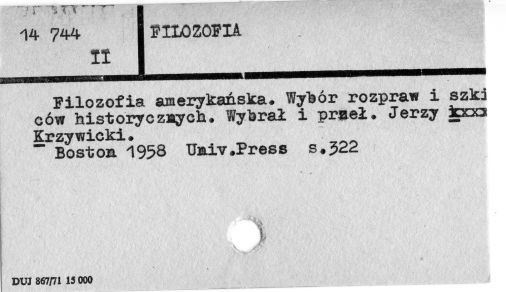 14 744
II
FILOZOFIA
Filozofia amerykańska. Wybór rozpraw i szki
ców historycznych. Wybrał i przeł. Jerzy kxxx
Krzywicki.
Boston 1958 Univ.Press s.322
DUJ 867/71 15 000